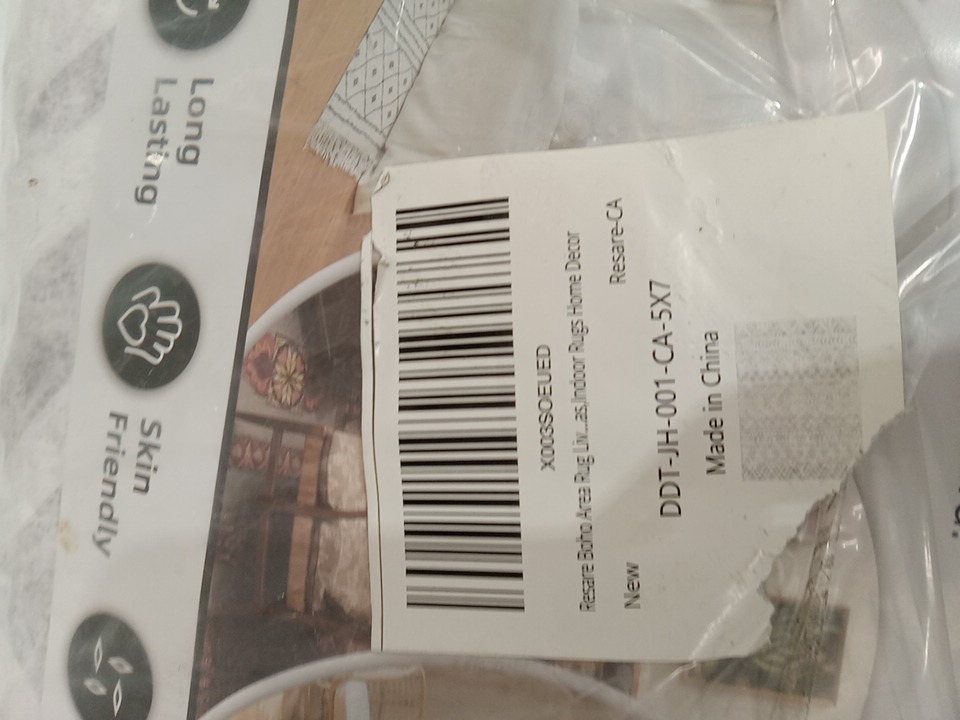 Long
Lasting
Skin
Friendly
X003SOEUED
Resare Boho Area Rug Liv...as,Indoor Rugs Home Decor
New
Resare-CA
DDT-JH-001-CA-5X7
Made in China